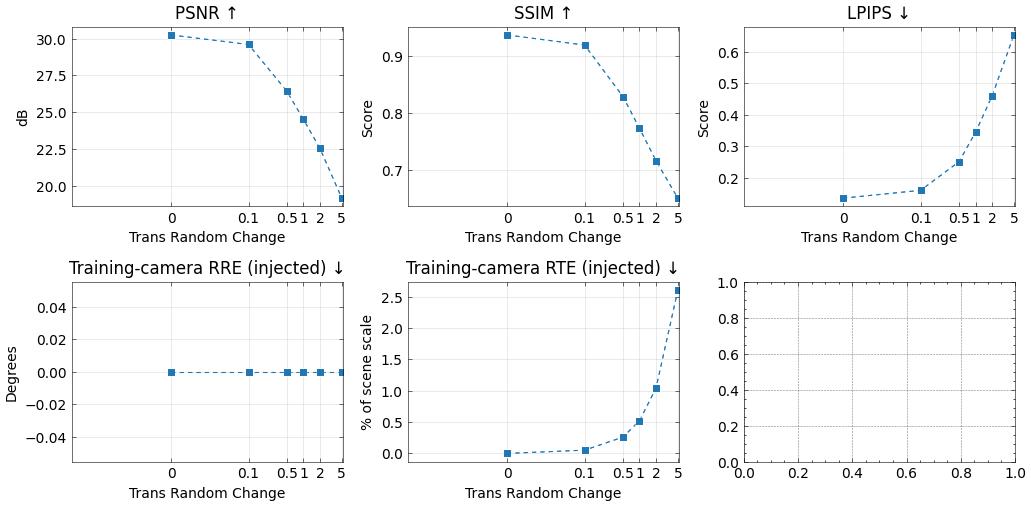 PSNR ↑
30.0
27.5
25.0
22.5
20.0
dB
0 0.1 0.5 1 2 5
Trans Random Change
SSIM ↑
0.9
0.8
0.7
Score
0 0.1 0.5 1 2 5
Trans Random Change
LPIPS ↓
0.6
0.5
0.4
0.3
0.2
Score
0 0.1 0.5 1 2 5
Trans Random Change
Training-camera RRE (injected) ↓
0.04
0.02
0.00
−0.02
−0.04
Degrees
0 0.1 0.5 1 2 5
Trans Random Change
Training-camera RTE (injected) ↓
2.5
2.0
1.5
1.0
0.5
0.0
% of scene scale
0 0.1 0.5 1 2 5
Trans Random Change
1.0
0.8
0.6
0.4
0.2
0.0
0.0 0.2 0.4 0.6 0.8 1.0